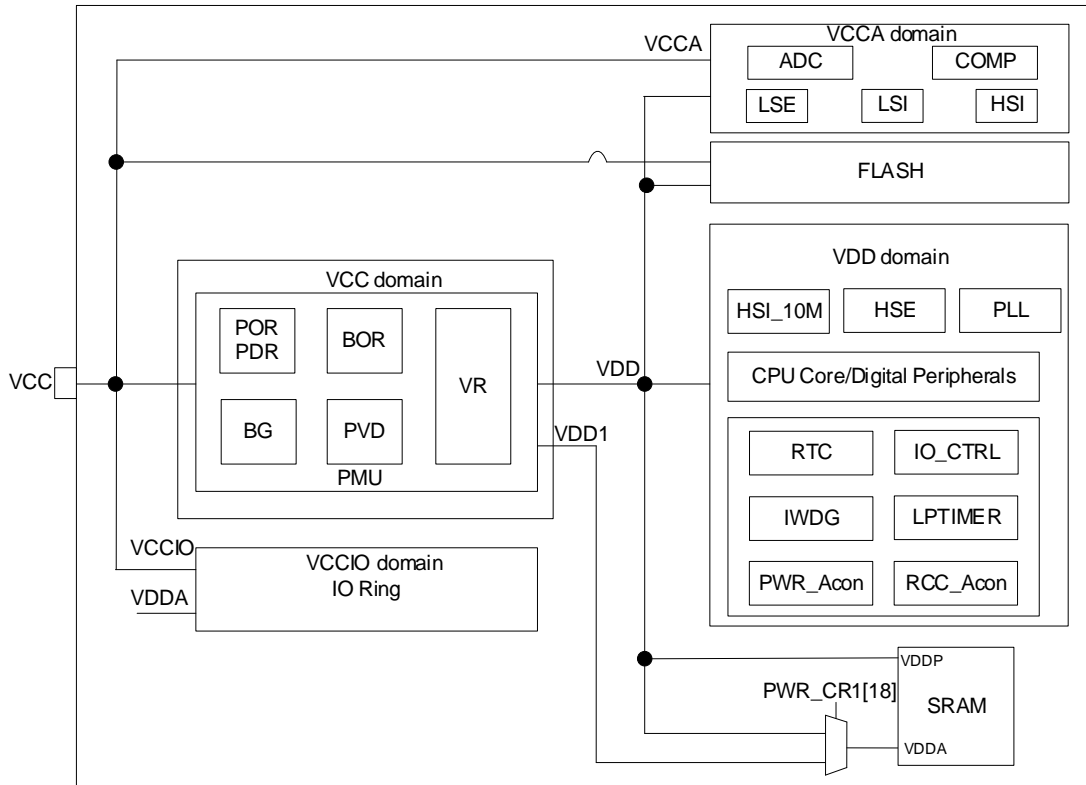 VCCA
VCCA domain
ADC
COMP
LSE
LSI
HSI
FLASH
VCC domain
POR
PDR
BOR
VR
BG
PVD
PMU
VCC
VDD
VDD1
VDD domain
HSI_10M
HSE
PLL
CPU Core/Digital Peripherals
RTC
IO_CTRL
IWDG
LPTIMER
PWR_Acon
RCC_Acon
VCCIO
VDDA
VCCIO domain
IO Ring
PWR_CR1[18]
VDDP
SRAM
VDDA